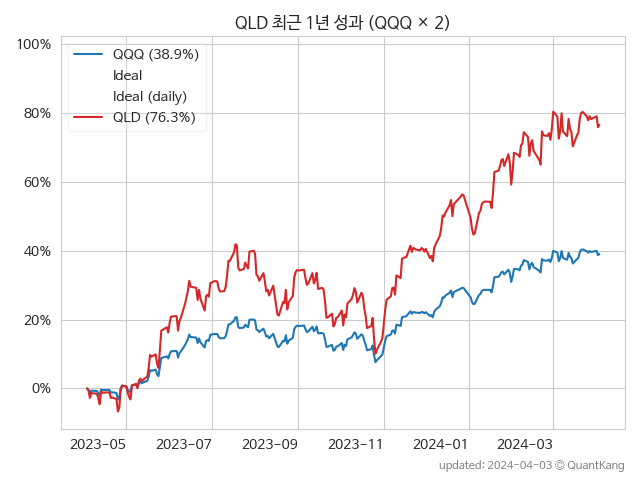 QLD 최근 1년 성과 (QQQ × 2)
100%
80%
60%
40%
20%
0%
QQQ (38.9%)
Ideal
Ideal (daily)
QLD (76.3%)
2023-05 2023-07 2023-09 2023-11 2024-01 2024-03
updated: 2024-04-03 © QuantKang